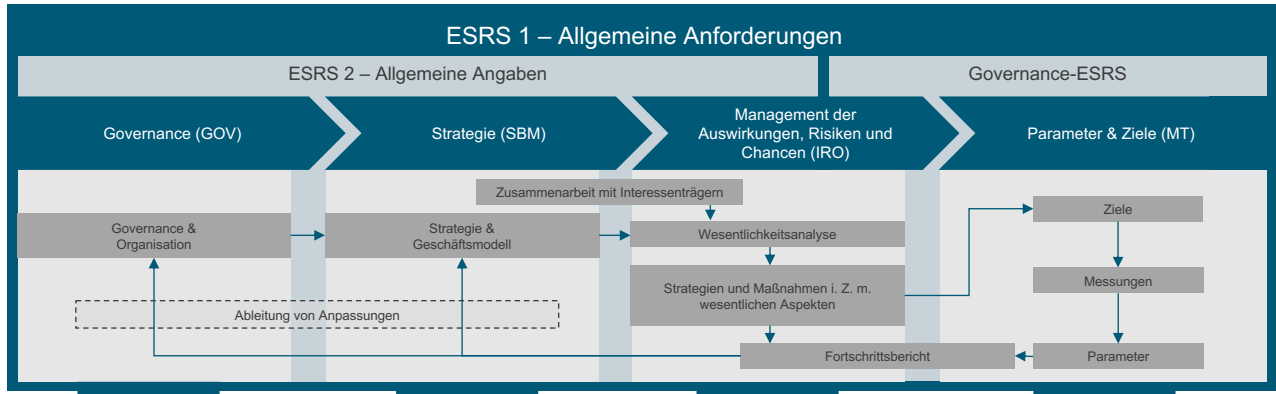 ESRS 1 – Allgemeine Anforderungen
ESRS 2 – Allgemeine Angaben
Governance-ESRS
Governance (GOV)
Strategie (SBM)
Management der
Auswirkungen, Risiken und
Chancen (IRO)
Parameter & Ziele (MT)
Zusammenarbeit mit Interessenträgern
Governance &
Organisation
Strategie &
Geschäftsmodell
Wesentlichkeitsanalyse
Ziele
Strategien und Maßnahmen i. Z. m.
wesentlichen Aspekten
Messungen
Ableitung von Anpassungen
Fortschrittsbericht
Parameter